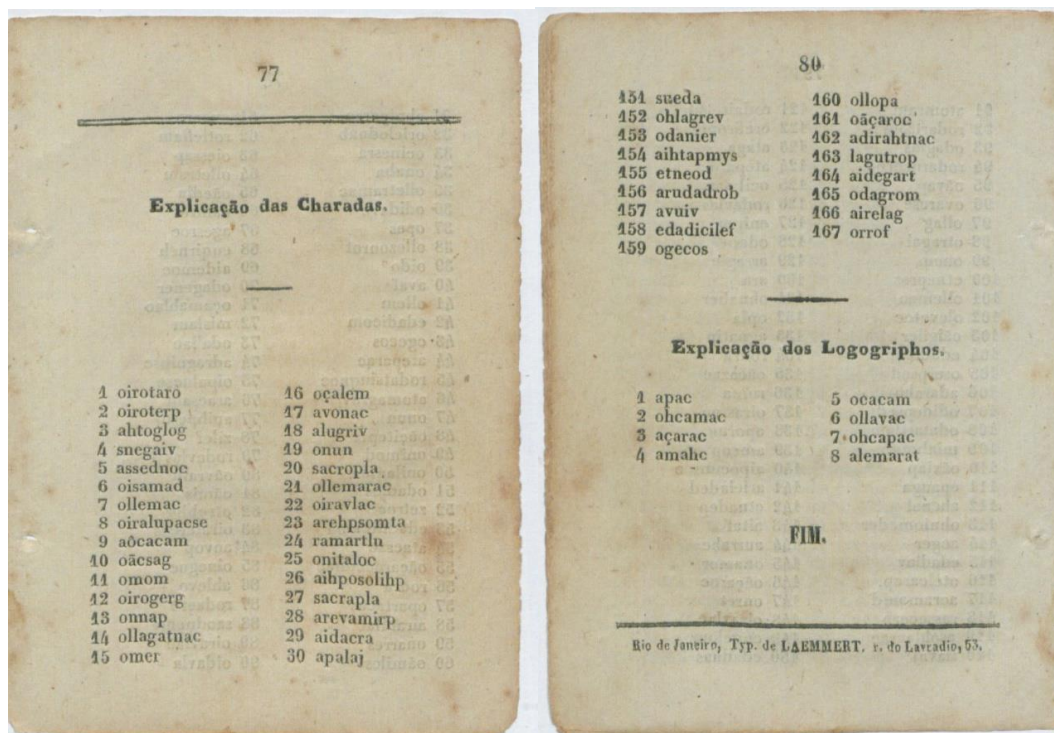 77
Explicação das Charadas.
1 oirotaro
2 oiroterp
3 ahtoglog
4 snegaiv
5 assednoc
6 oisamad
7 ollemac
8 oiralupacse
9 aôcacam
10 oãcsag
11 omom
12 oirogerg
13 onnap
14 ollagatnac
15 omer
16 oçalem
17 avonac
18 alugriv
19 onun
20 sacropla
21 ollemarac
22 oiravlac
23 arehpsomta
24 ramartlu
25 onitaloc
26 aihposolihp
27 sacrapla
28 arevamirp
29 aidacra
30 apalaj
80
151 sueda
152 ohlagrev
153 odanier
154 aihtapmys
155 etneod
156 arudadrob
157 avuiv
158 edadicilef
159 ogecos
160 ollopa
161 oãçaroc
162 adirahtnac
163 lagutrop
164 aidegart
165 odagrom
166 airelag
167 orrof
Explicação dos Logogriphos.
1 apac
2 ohcamac
3 açarac
4 amahc
5 ocacam
6 ollavac
7 ohcapac
8 alemarat
FIM.
Rio de Janeiro, Typ. de LAEMMERT, r. do Lavradio, 53.